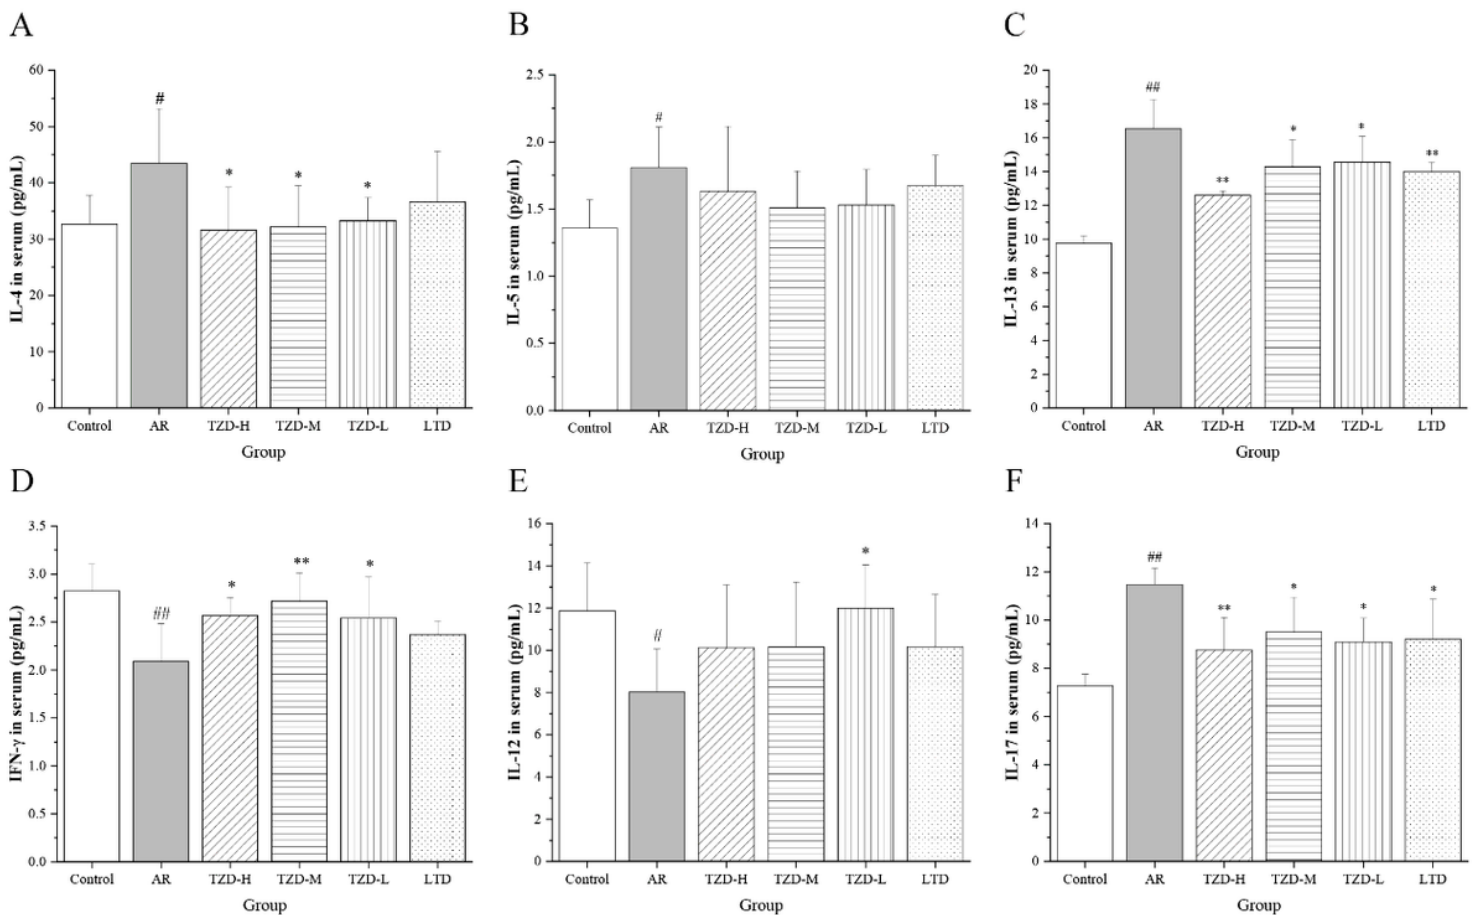 A
IL-4 in serum (pg/mL)
60
50
40
30
20
10
0
#
*
*
*
Control AR TZD-H TZD-M TZD-L LTD
Group
B
IL-5 in serum (pg/mL)
2.5
2.0
1.5
1.0
0.5
0.0
#
Control AR TZD-H TZD-M TZD-L LTD
Group
C
IL-13 in serum (pg/mL)
20
18
16
14
12
10
8
6
4
2
0
##
**
*
*
**
Control AR TZD-H TZD-M TZD-L LTD
Group
D
IFN-γ in serum (pg/mL)
3.5
3.0
2.5
2.0
1.5
1.0
0.5
0.0
##
*
**
*
Control AR TZD-H TZD-M TZD-L LTD
Group
E
IL-12 in serum (pg/mL)
16
14
12
10
8
6
4
2
0
#
*
Control AR TZD-H TZD-M TZD-L LTD
Group
F
IL-17 in serum (pg/mL)
14
12
10
8
6
4
2
0
##
**
*
*
*
Control AR TZD-H TZD-M TZD-L LTD
Group